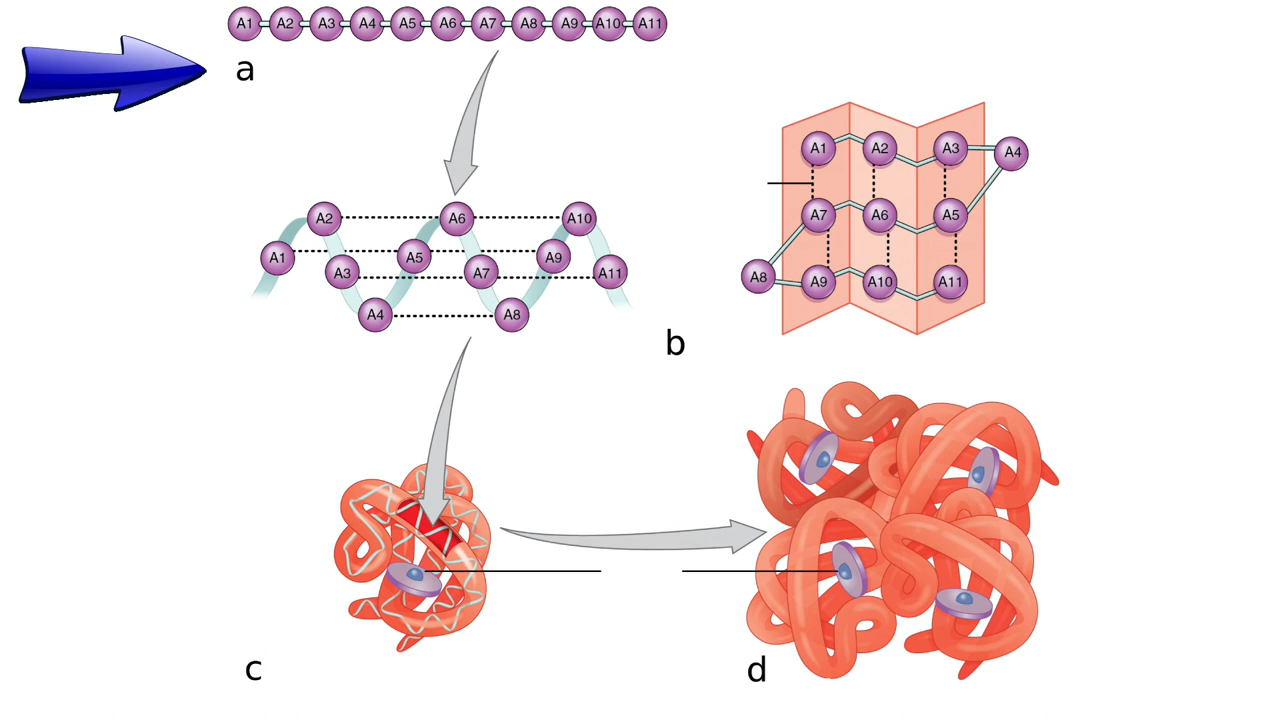 A1 A2 A3 A4 A5 A6 A7 A8 A9 A10 A11
a
A1 A2 A3 A4
A2 A6 A10
A7 A6 A5
A1 A3 A5 A7 A9 A11
A8 A9 A10 A11
A4 A8
b
c
d